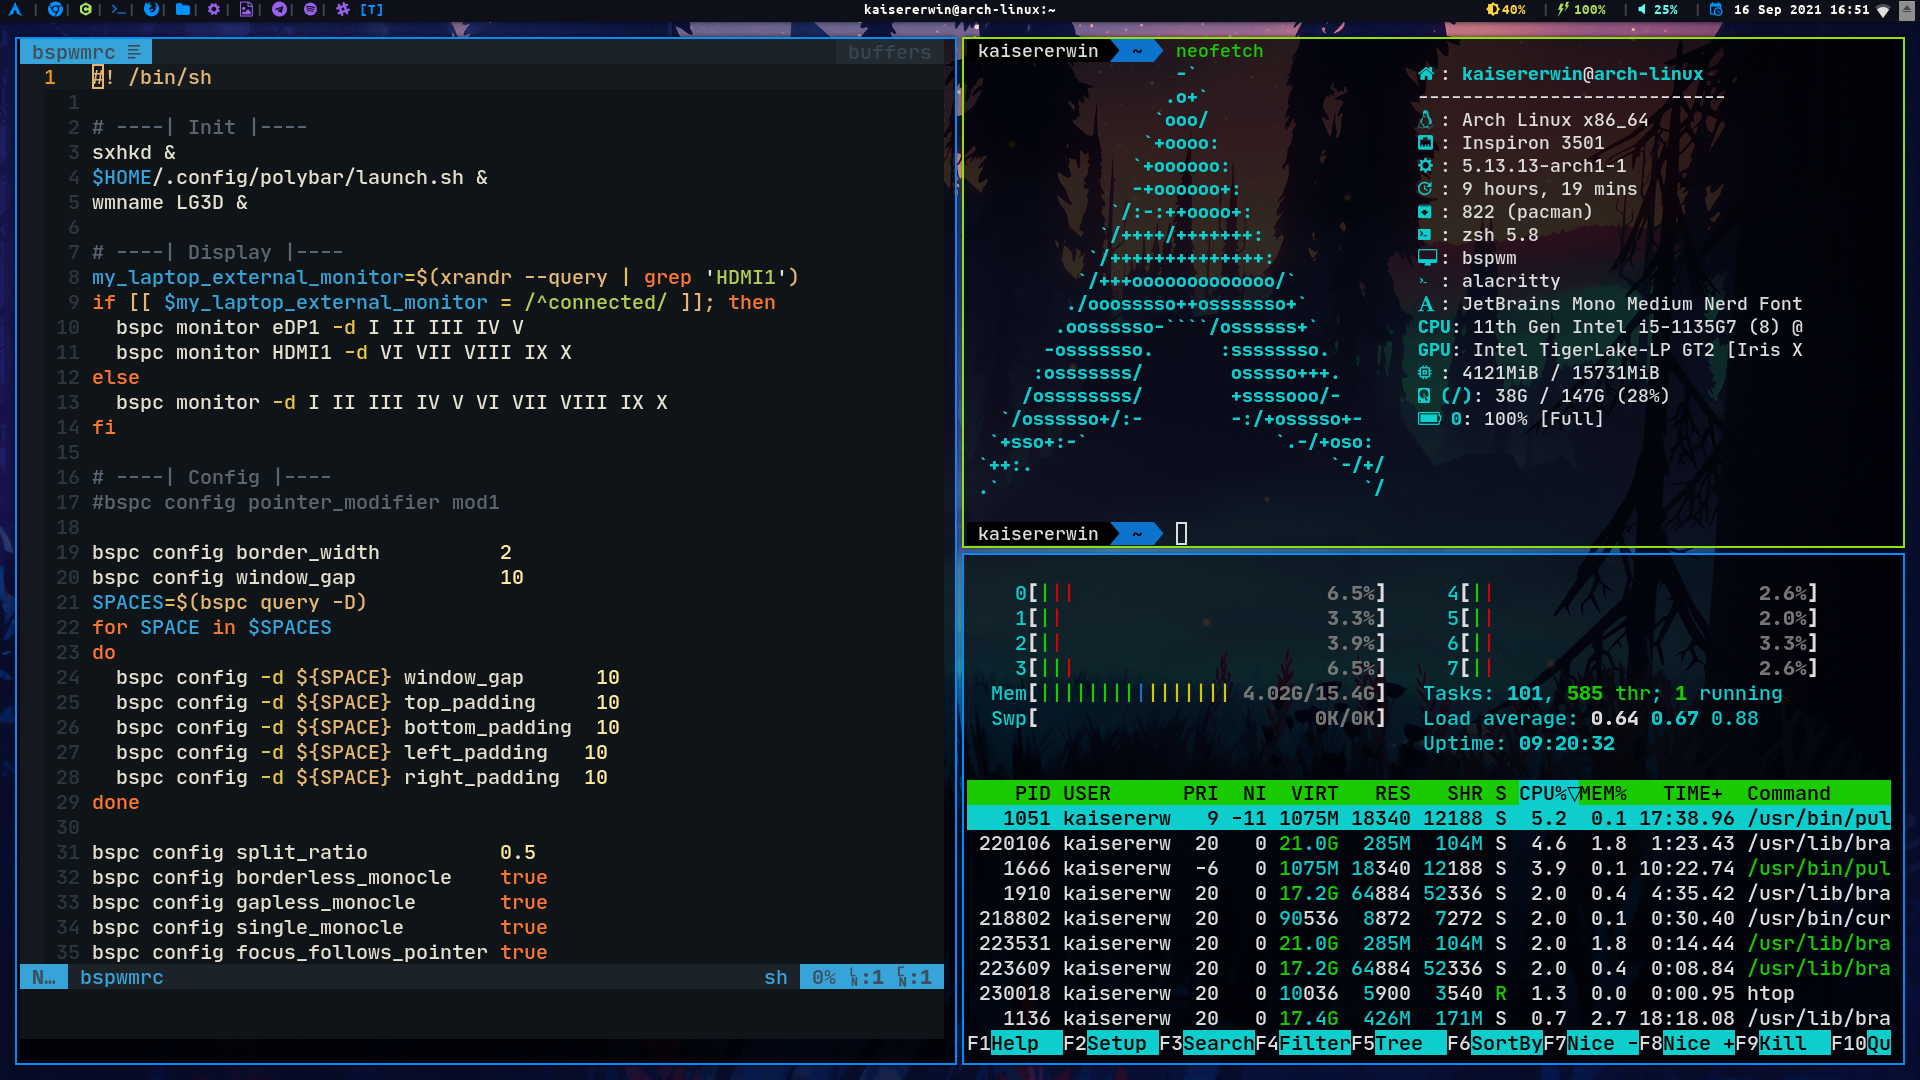 [T]
kaisererwin@arch-linux:~
40% | 100% | 25% | 16 Sep 2021 16:51
bspwmrc
buffers
1 #! /bin/sh
1
2 # ----| Init |----
3 sxhkd &
4 $HOME/.config/polybar/launch.sh &
5 wmname LG3D &
6
7 # ----| Display |----
8 my_laptop_external_monitor=$(xrandr --query | grep 'HDMI1')
9 if [[ $my_laptop_external_monitor = /^connected/ ]]; then
10   bspc monitor eDP1 -d I II III IV V
11   bspc monitor HDMI1 -d VI VII VIII IX X
12 else
13   bspc monitor -d I II III IV V VI VII VIII IX X
14 fi
15
16 # ----| Config |----
17 #bspc config pointer_modifier mod1
18
19 bspc config border_width          2
20 bspc config window_gap            10
21 SPACES=$(bspc query -D)
22 for SPACE in $SPACES
23 do
24   bspc config -d ${SPACE} window_gap      10
25   bspc config -d ${SPACE} top_padding     10
26   bspc config -d ${SPACE} bottom_padding  10
27   bspc config -d ${SPACE} left_padding   10
28   bspc config -d ${SPACE} right_padding  10
29 done
30
31 bspc config split_ratio           0.5
32 bspc config borderless_monocle    true
33 bspc config gapless_monocle       true
34 bspc config single_monocle        true
35 bspc config focus_follows_pointer true
N… bspwmrc sh 0% LN:1 CN:1
kaisererwin ~ neofetch
-`
.o+`
`ooo/
`+oooo:
`+oooooo:
-+oooooo+:
`/:-:++oooo+:
`/++++/+++++++:
`/++++++++++++++:
`/+++ooooooooooooo/`
./ooosssso++osssssso+`
.oossssso-````/ossssss+`
-osssssso.      :ssssssso.
:osssssss/        osssso+++.
/ossssssss/        +ssssooo/-
`/ossssso+/:-        -:/+osssso+-
`+sso+:-`                 `.-/+oso:
`++:.                           `-/+/
.`                                 `/
: kaisererwin@arch-linux
----------------------------
: Arch Linux x86_64
: Inspiron 3501
: 5.13.13-arch1-1
: 9 hours, 19 mins
: 822 (pacman)
: zsh 5.8
: bspwm
: alacritty
: JetBrains Mono Medium Nerd Font
CPU: 11th Gen Intel i5-1135G7 (8) @
GPU: Intel TigerLake-LP GT2 [Iris X
: 4121MiB / 15731MiB
(/): 38G / 147G (28%)
0: 100% [Full]
kaisererwin ~
0[||| 6.5%] 4[|| 2.6%]
1[|| 3.3%] 5[|| 2.0%]
2[|| 3.9%] 6[|| 3.3%]
3[||| 6.5%] 7[|| 2.6%]
Mem[|||||||||||||||| 4.02G/15.4G] Tasks: 101, 585 thr; 1 running
Swp[ 0K/0K] Load average: 0.64 0.67 0.88
Uptime: 09:20:32
PID USER PRI NI VIRT RES SHR S CPU%▽MEM% TIME+ Command
1051 kaisererw 9 -11 1075M 18340 12188 S 5.2 0.1 17:38.96 /usr/bin/pul
220106 kaisererw 20 0 21.0G 285M 104M S 4.6 1.8 1:23.43 /usr/lib/bra
1666 kaisererw -6 0 1075M 18340 12188 S 3.9 0.1 10:22.74 /usr/bin/pul
1910 kaisererw 20 0 17.2G 64884 52336 S 2.0 0.4 4:35.42 /usr/lib/bra
218802 kaisererw 20 0 90536 8872 7272 S 2.0 0.1 0:30.40 /usr/bin/cur
223531 kaisererw 20 0 21.0G 285M 104M S 2.0 1.8 0:14.44 /usr/lib/bra
223609 kaisererw 20 0 17.2G 64884 52336 S 2.0 0.4 0:08.84 /usr/lib/bra
230018 kaisererw 20 0 10036 5900 3540 R 1.3 0.0 0:00.95 htop
1136 kaisererw 20 0 17.4G 426M 171M S 0.7 2.7 18:18.08 /usr/lib/bra
F1Help F2Setup F3SearchF4FilterF5Tree F6SortByF7Nice -F8Nice +F9Kill F10Qu